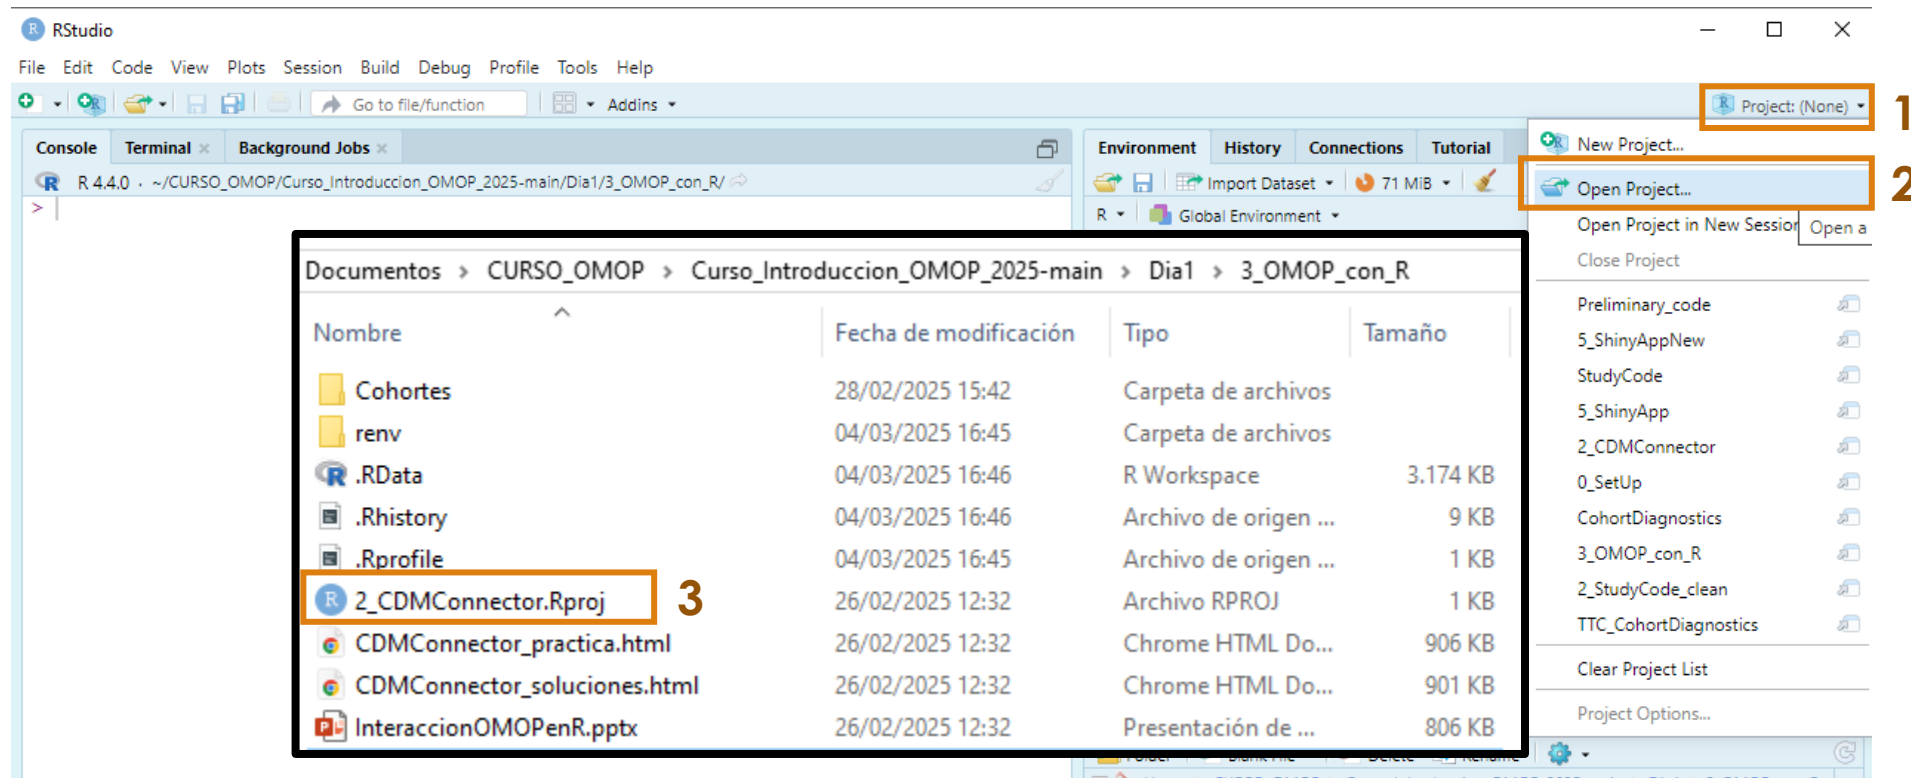 RStudio
File Edit Code View Plots Session Build Debug Profile Tools Help
Go to file/function Addins
Project: (None) 1
Console Terminal Background Jobs
R 4.4.0 · ~/CURSO_OMOP/Curso_Introduccion_OMOP_2025-main/Dia1/3_OMOP_con_R/
>
Environment History Connections Tutorial
Import Dataset 71 MiB
R Global Environment
New Project...
Open Project... 2
Open Project in New Session
Open a
Close Project
Preliminary_code
5_ShinyAppNew
StudyCode
5_ShinyApp
2_CDMConnector
0_SetUp
CohortDiagnostics
3_OMOP_con_R
2_StudyCode_clean
TTC_CohortDiagnostics
Clear Project List
Project Options...
Documentos > CURSO_OMOP > Curso_Introduccion_OMOP_2025-main > Dia1 > 3_OMOP_con_R
Nombre Fecha de modificación Tipo Tamaño
Cohortes 28/02/2025 15:42 Carpeta de archivos
renv 04/03/2025 16:45 Carpeta de archivos
.RData 04/03/2025 16:46 R Workspace 3.174 KB
.Rhistory 04/03/2025 16:46 Archivo de origen ... 9 KB
.Rprofile 04/03/2025 16:45 Archivo de origen ... 1 KB
2_CDMConnector.Rproj 3 26/02/2025 12:32 Archivo RPROJ 1 KB
CDMConnector_practica.html 26/02/2025 12:32 Chrome HTML Do... 906 KB
CDMConnector_soluciones.html 26/02/2025 12:32 Chrome HTML Do... 901 KB
InteraccionOMOPenR.pptx 26/02/2025 12:32 Presentación de ... 806 KB